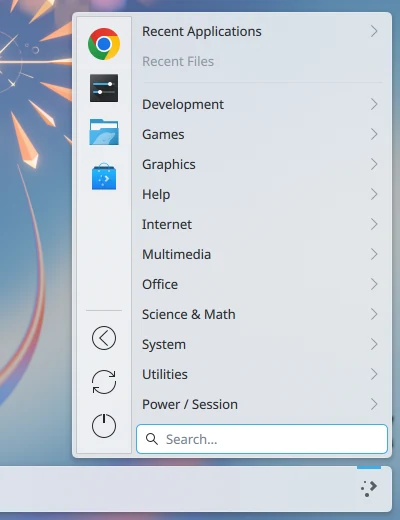 Recent Applications
Recent Files
Development
Games
Graphics
Help
Internet
Multimedia
Office
Science & Math
System
Utilities
Power / Session
Search...